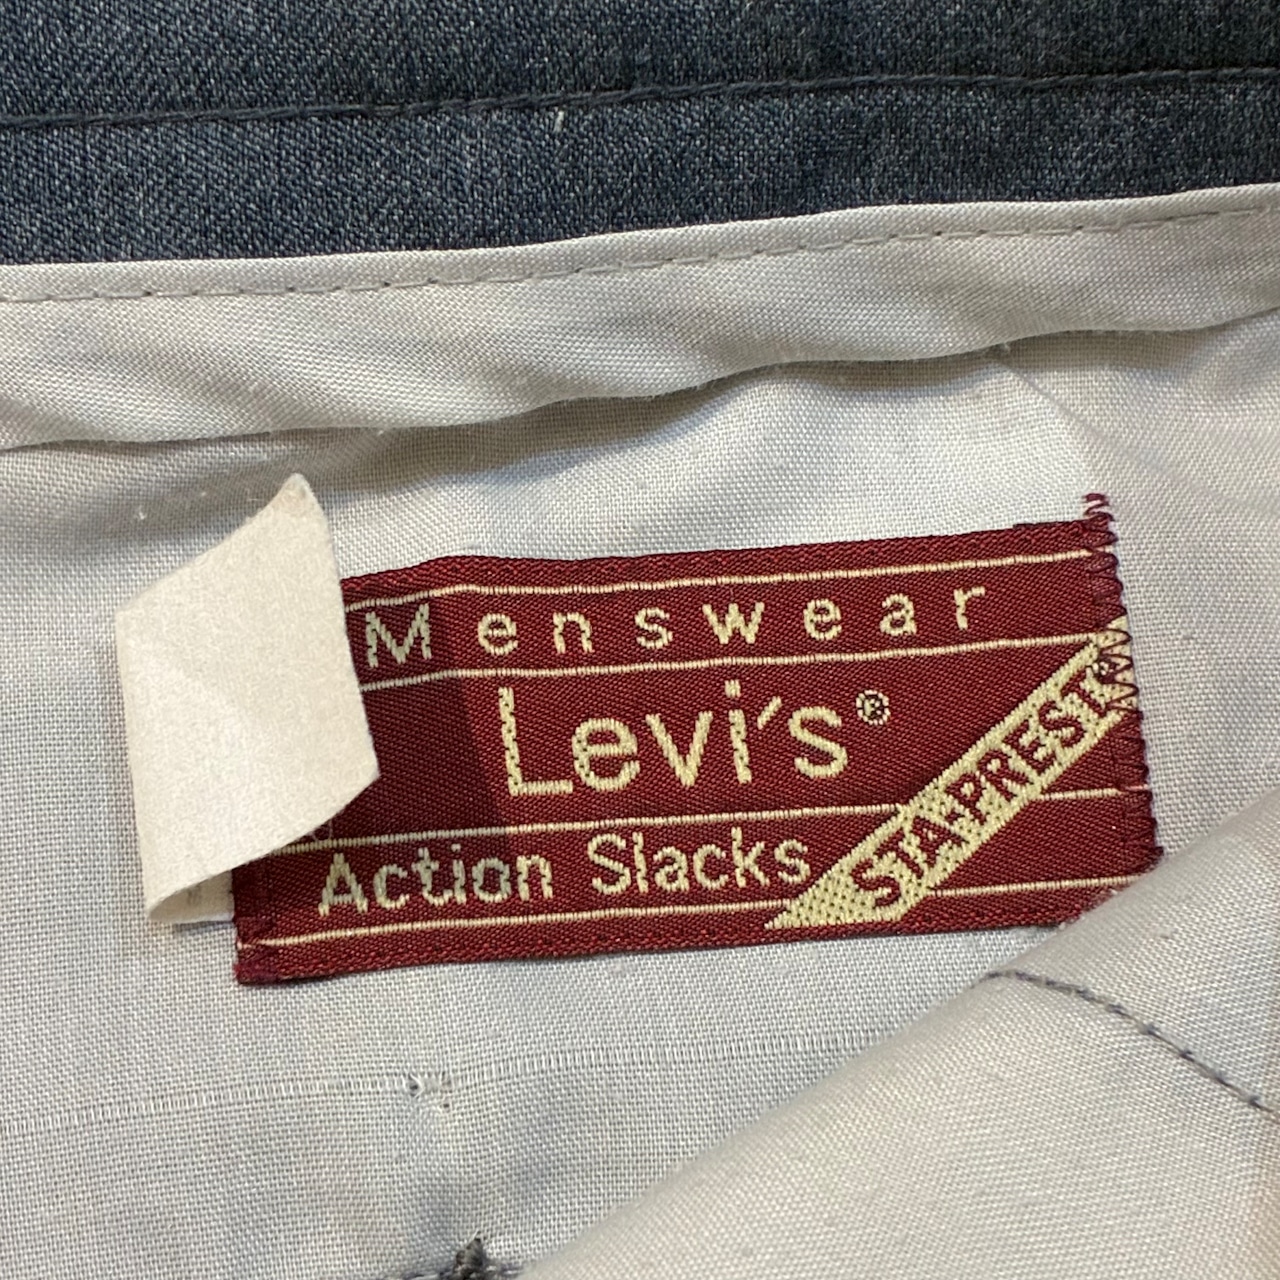 Menswear
Levi's®
Action Slacks
STA-PREST®